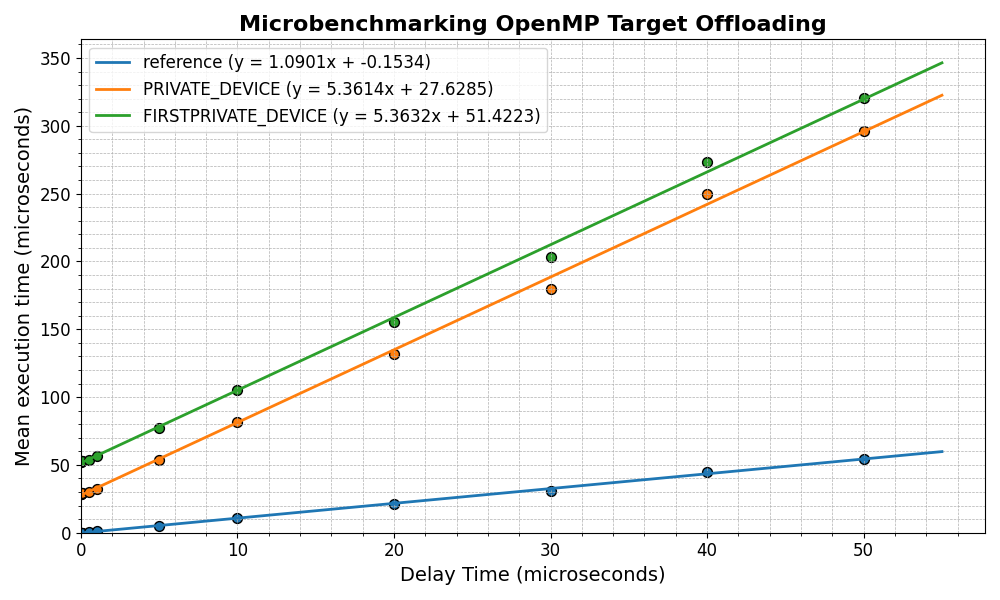 Microbenchmarking OpenMP Target Offloading
reference (y = 1.0901x + -0.1534)
PRIVATE_DEVICE (y = 5.3614x + 27.6285)
FIRSTPRIVATE_DEVICE (y = 5.3632x + 51.4223)
Mean execution time (microseconds)
350
300
250
200
150
100
50
0
0 10 20 30 40 50
Delay Time (microseconds)